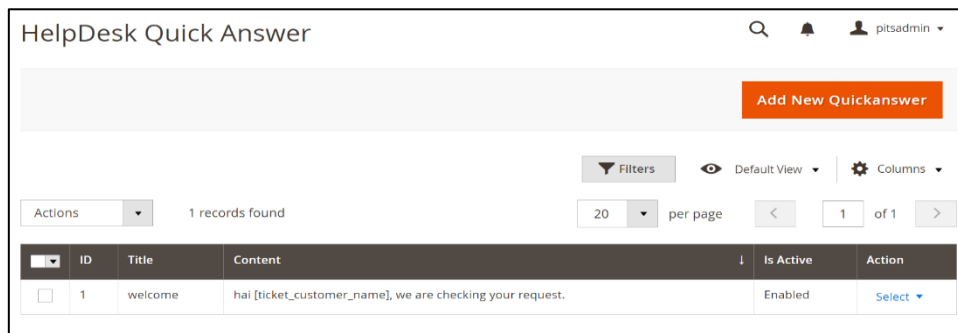 HelpDesk Quick Answer
pitsadmin
Add New Quickanswer
Filters Default View Columns
Actions 1 records found 20 per page 1 of 1
ID Title Content ↓ Is Active Action
1 welcome hai [ticket_customer_name], we are checking your request. Enabled Select